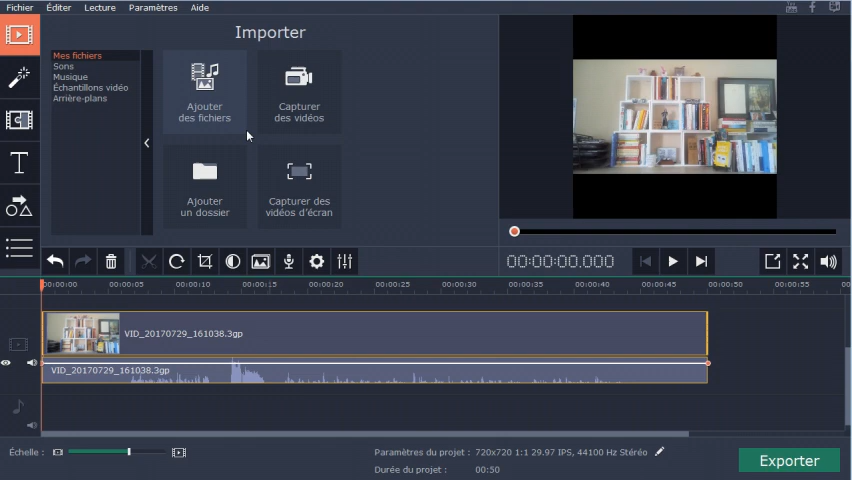 Fichier Éditer Lecture Paramètres Aide
Importer
Mes fichiers
Sons
Musique
Échantillons vidéo
Arrière-plans
Ajouter
des fichiers
Capturer
des vidéos
Ajouter
un dossier
Capturer des
vidéos d'écran
00:00:00.000
00:00:00 00:00:05 00:00:10 00:00:15 00:00:20 00:00:25 00:00:30 00:00:35 00:00:40 00:00:45 00:00:50
VID_20170729_161038.3gp
VID_20170729_161038.3gp
Échelle :
Paramètres du projet : 720x720 1:1 29.97 IPS, 44100 Hz Stéréo
Durée du projet : 00:50
Exporter